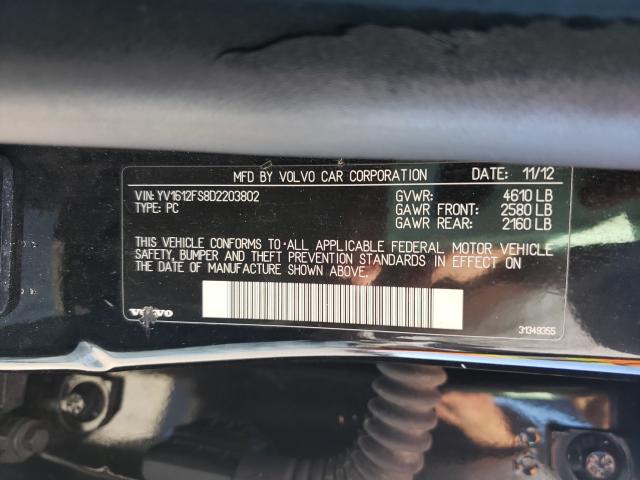 MFD BY VOLVO CAR CORPORATION DATE: 11/12
VIN: YV1612FS8D2203802 GVWR: 4610 LB
TYPE: PC GAWR FRONT: 2580 LB
GAWR REAR: 2160 LB
THIS VEHICLE CONFORMS TO ALL APPLICABLE FEDERAL MOTOR VEHICLE
SAFETY, BUMPER AND THEFT PREVENTION STANDARDS IN EFFECT ON
THE DATE OF MANUFACTURE SHOWN ABOVE.
VOLVO 31349355